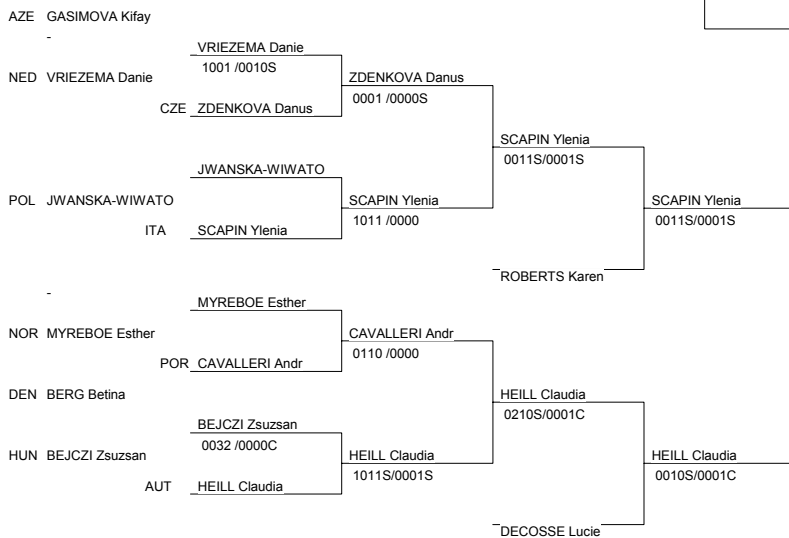 AZE GASIMOVA Kifay
-
VRIEZEMA Danie
1001 /0010S
NED VRIEZEMA Danie
ZDENKOVA Danus
0001 /0000S
CZE ZDENKOVA Danus
SCAPIN Ylenia
0011S/0001S
JWANSKA-WIWATO
POL JWANSKA-WIWATO
SCAPIN Ylenia
1011 /0000
SCAPIN Ylenia
0011S/0001S
ITA SCAPIN Ylenia
ROBERTS Karen
-
MYREBOE Esther
NOR MYREBOE Esther
CAVALLERI Andr
0110 /0000
POR CAVALLERI Andr
DEN BERG Betina
HEILL Claudia
0210S/0001C
BEJCZI Zsuzsan
0032 /0000C
HUN BEJCZI Zsuzsan
HEILL Claudia
1011S/0001S
HEILL Claudia
0010S/0001C
AUT HEILL Claudia
DECOSSE Lucie